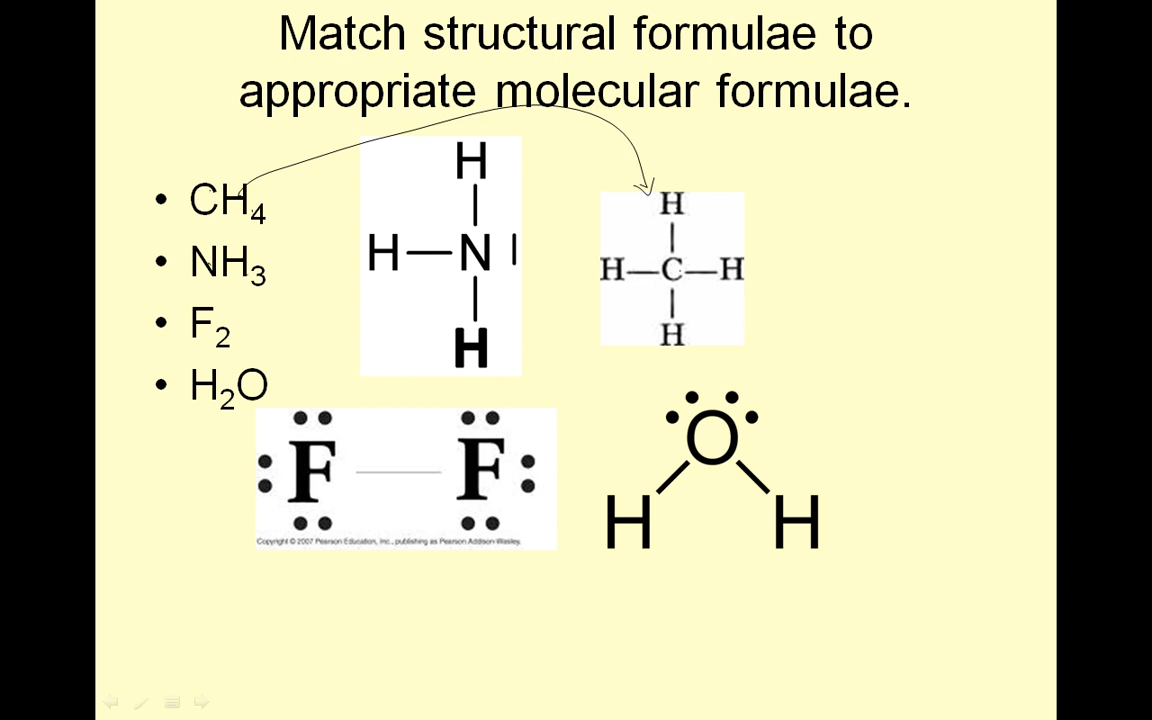 Match structural formulae to
appropriate molecular formulae.
• CH₄
• NH₃
• F₂
• H₂O
H
H—N |
H
H
H—C—H
H
F — F
Copyright © 2007 Pearson Education, Inc., publishing as Pearson Addison-Wesley.
O
H H